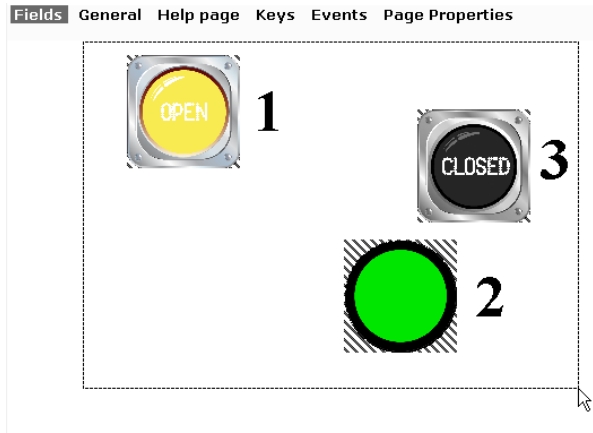 Fields General Help page Keys Events Page Properties
OPEN 1
CLOSED 3
2